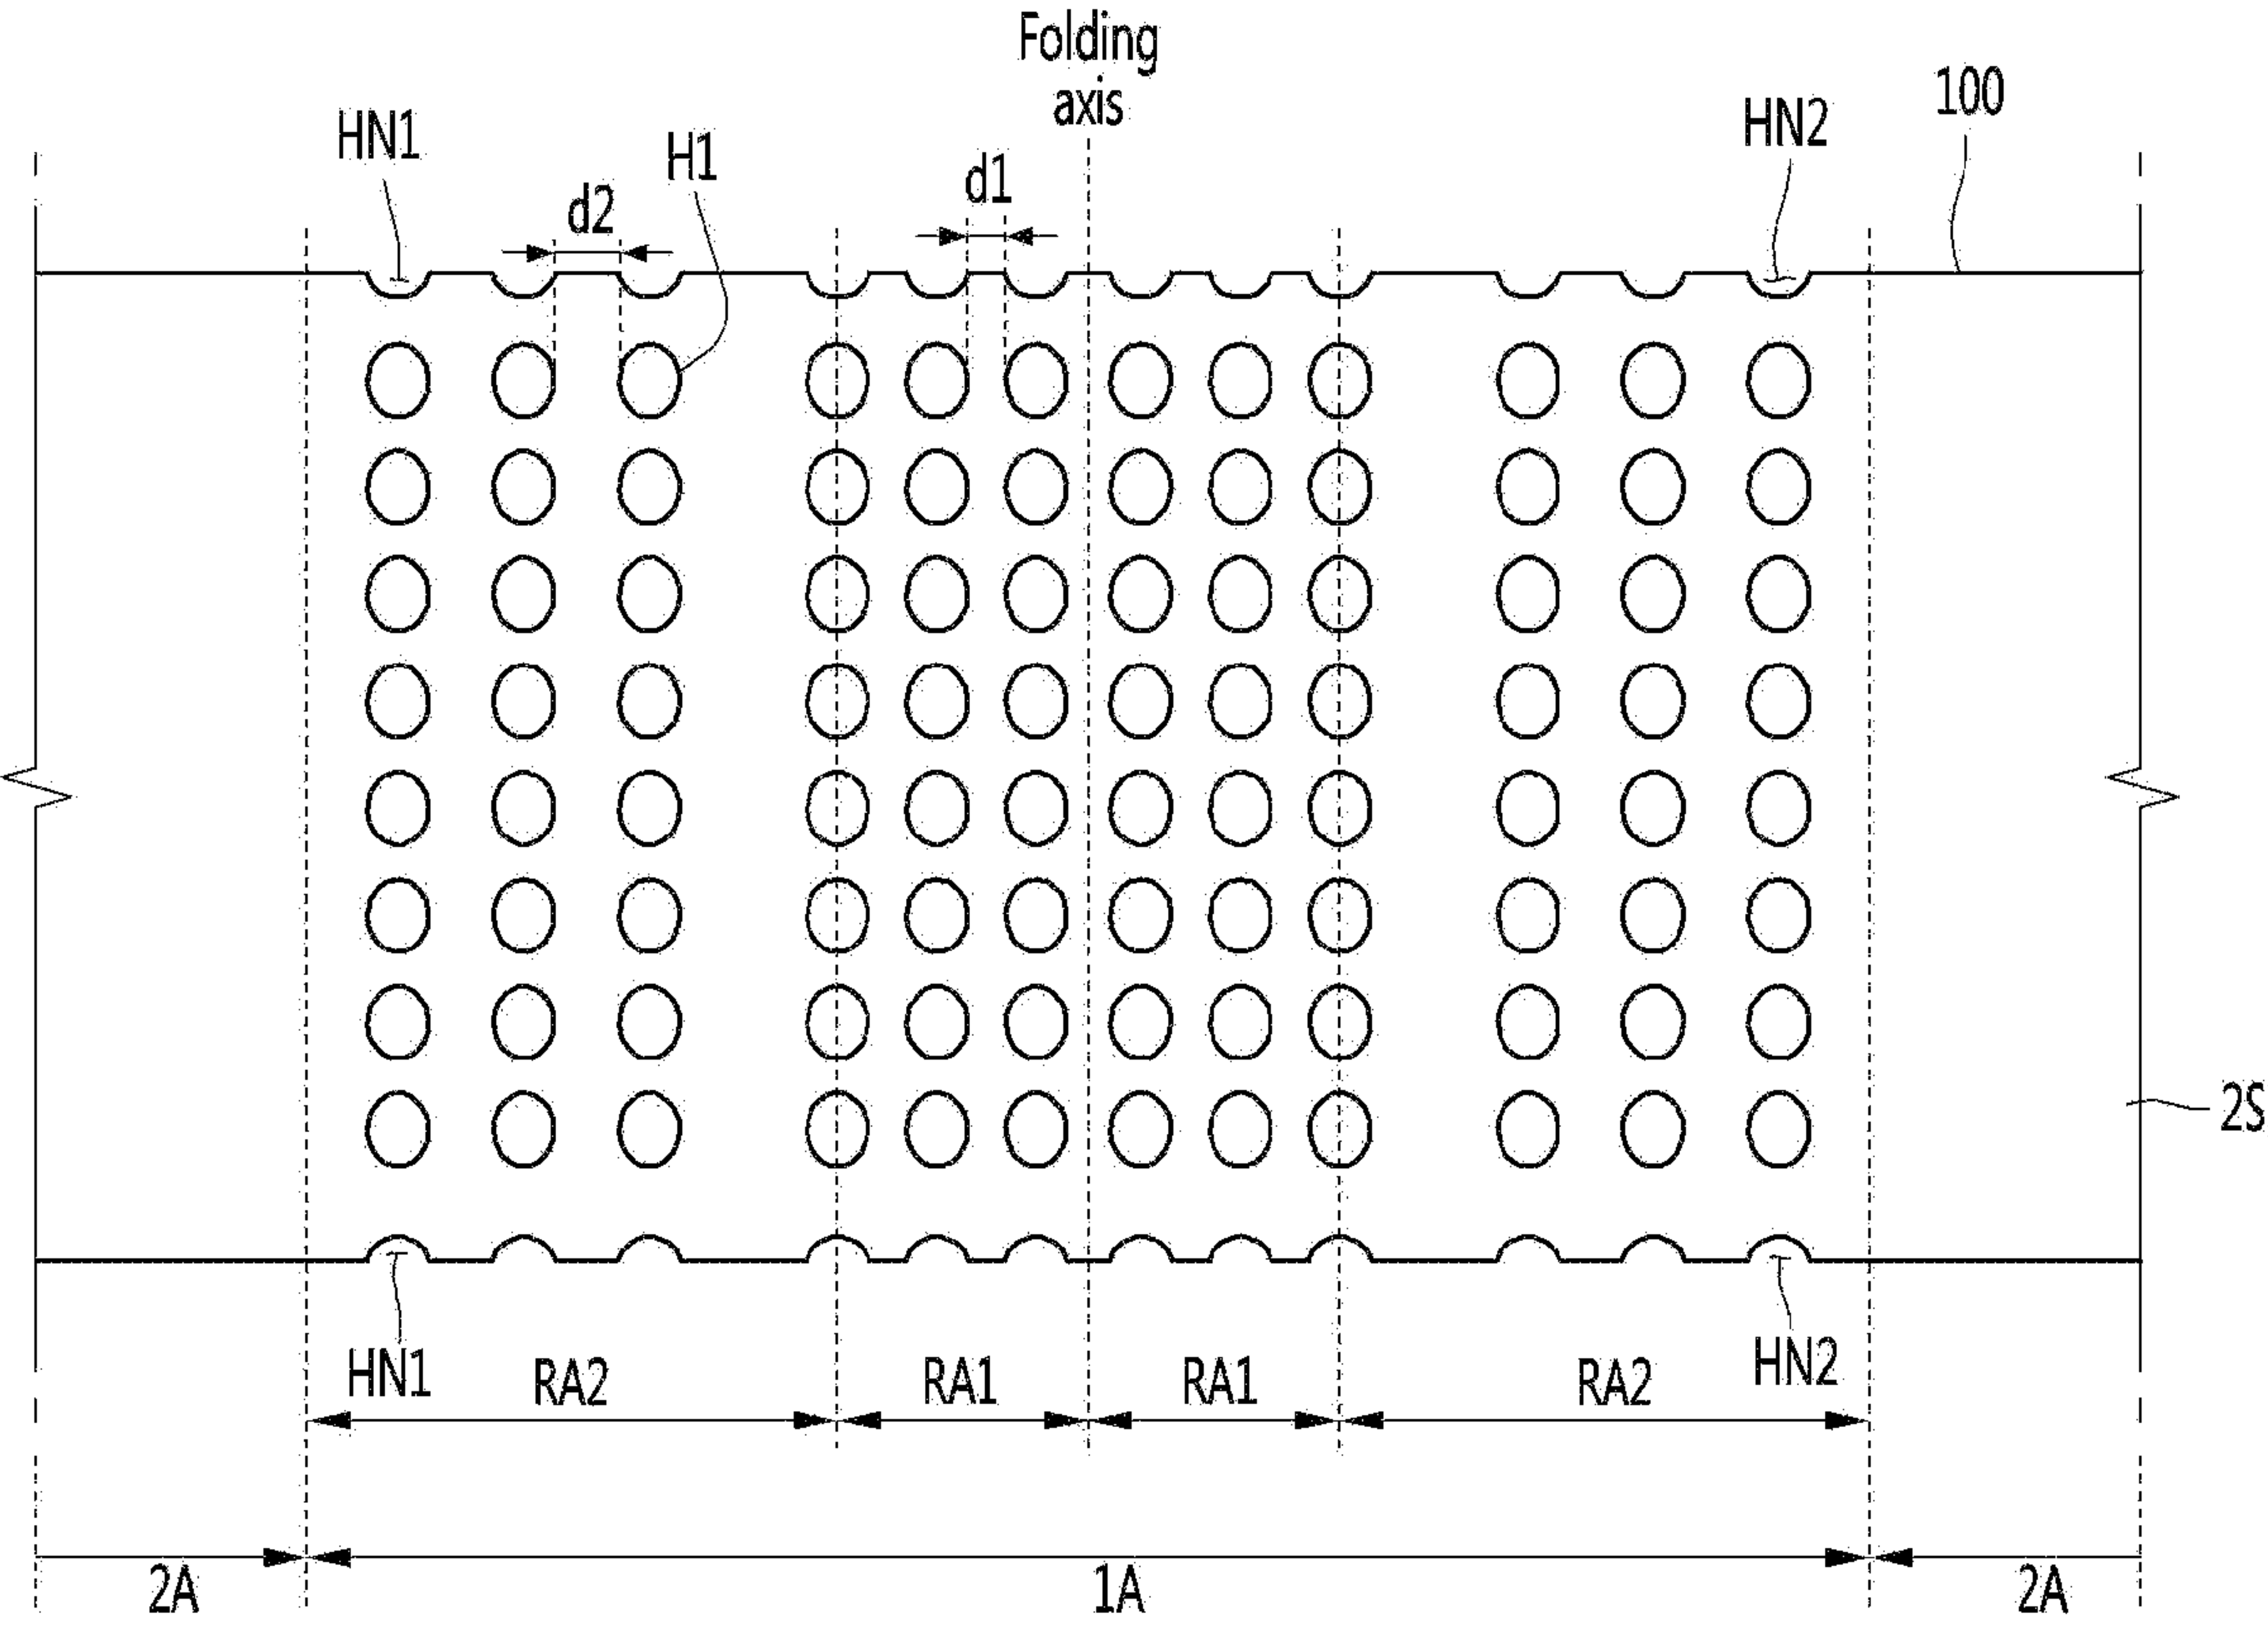 Folding
axis
HN1
H1
d2
d1
HN2
100
2S
HN1
RA2
RA1
RA1
RA2
HN2
2A
1A
2A